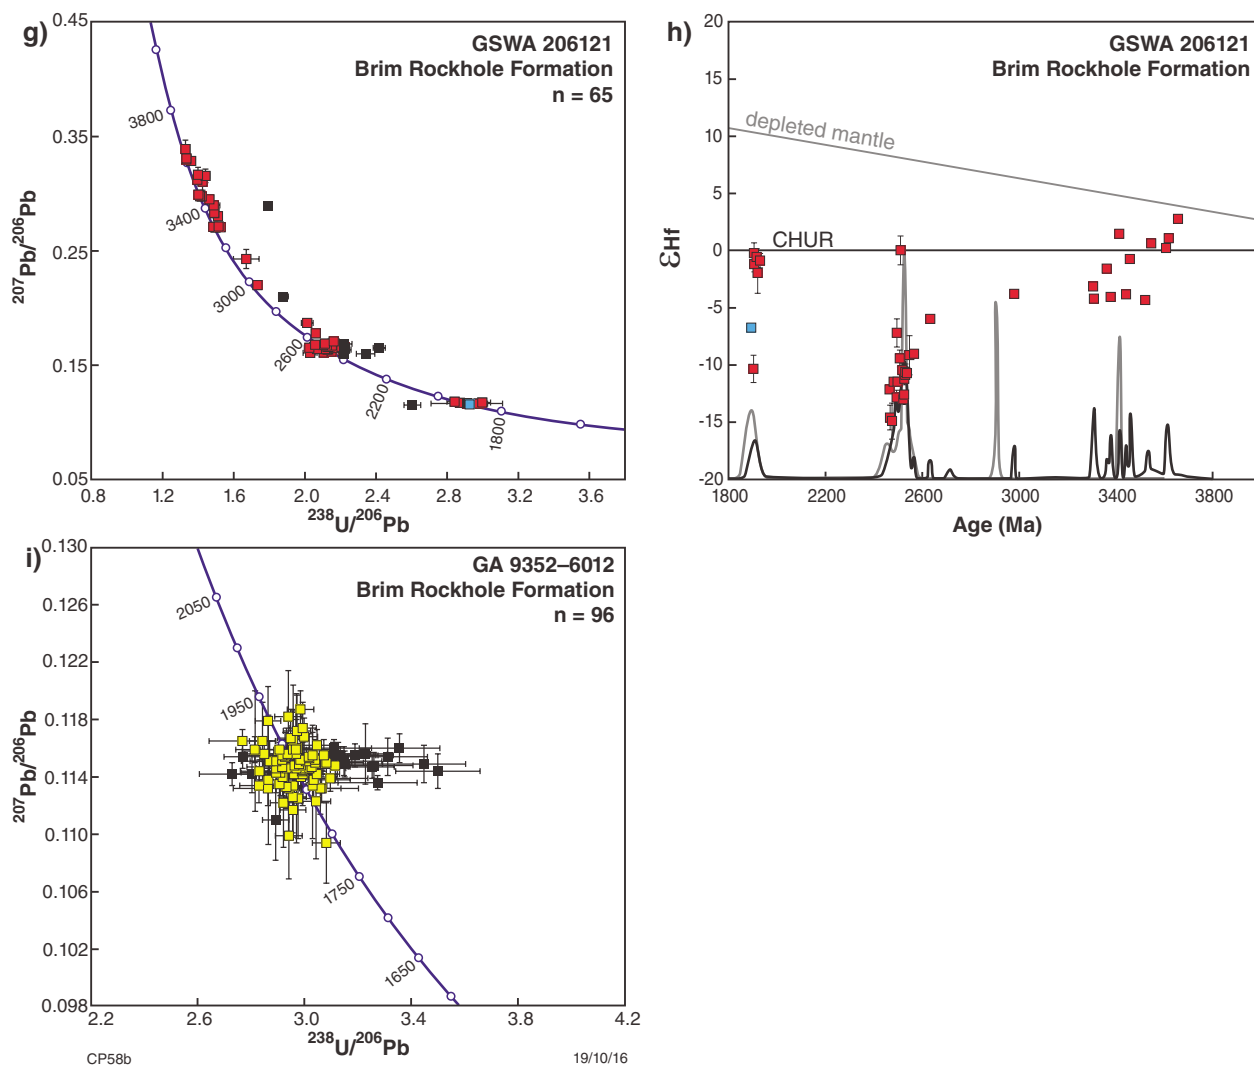 g)
GSWA 206121
Brim Rockhole Formation
n = 65
0.45
0.35
0.25
0.15
0.05
207Pb/206Pb
3800
3400
3000
2600
2200
1800
0.8 1.2 1.6 2.0 2.4 2.8 3.2 3.6
238U/206Pb
h)
GSWA 206121
Brim Rockhole Formation
20
15
10
5
0
-5
-10
-15
-20
εHf
depleted mantle
CHUR
1800 2200 2600 3000 3400 3800
Age (Ma)
i)
GA 9352–6012
Brim Rockhole Formation
n = 96
0.130
0.126
0.122
0.118
0.114
0.110
0.106
0.102
0.098
207Pb/206Pb
2050
1950
1750
1650
2.2 2.6 3.0 3.4 3.8 4.2
238U/206Pb
CP58b 19/10/16